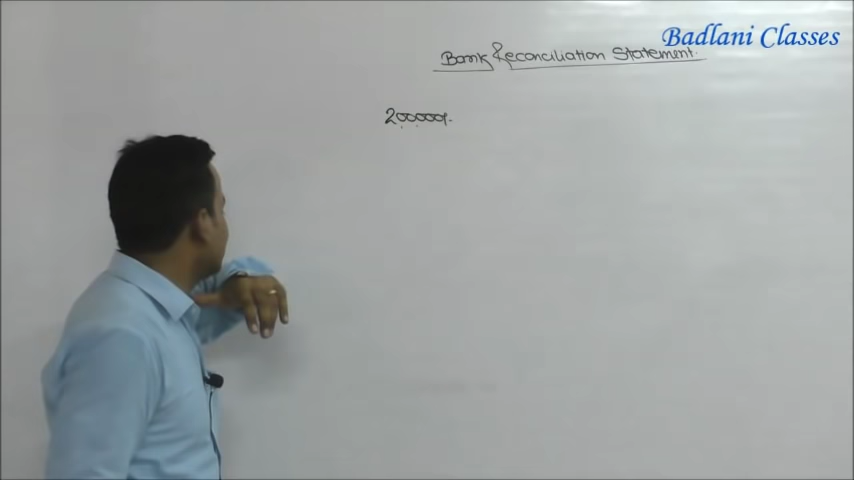 Badlani Classes
Bank Reconciliation Statement.
200000/-